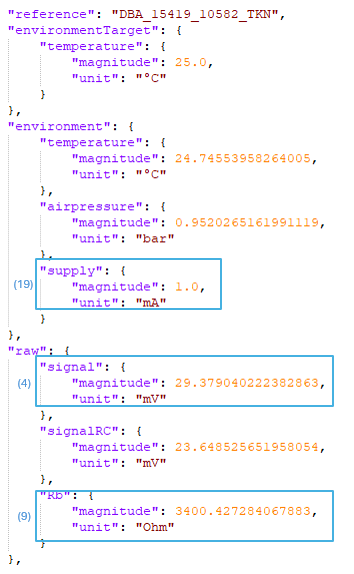 "reference": "DBA_15419_10582_TKN",
"environmentTarget": {
"temperature": {
"magnitude": 25.0,
"unit": "°C"
}
},
"environment": {
"temperature": {
"magnitude": 24.74553958264005,
"unit": "°C"
},
"airpressure": {
"magnitude": 0.9520265161991119,
"unit": "bar"
},
(19) "supply": {
"magnitude": 1.0,
"unit": "mA"
}
},
"raw": {
(4) "signal": {
"magnitude": 29.379040222382863,
"unit": "mV"
},
"signalRC": {
"magnitude": 23.648525651958054,
"unit": "mV"
},
(9) "Rb": {
"magnitude": 3400.427284067883,
"unit": "Ohm"
}
},